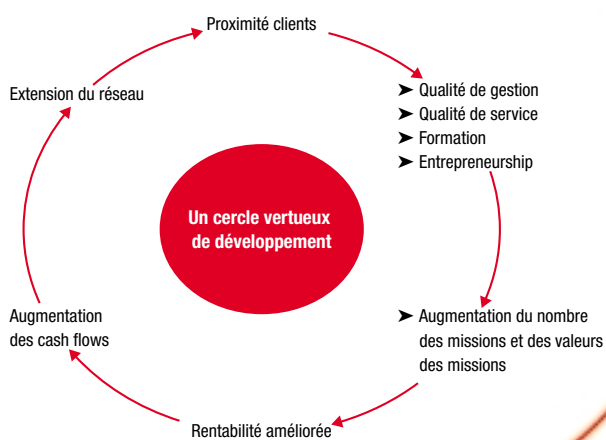 Proximité clients
➤ Qualité de gestion
➤ Qualité de service
➤ Formation
➤ Entrepreneurship
➤ Augmentation du nombre
des missions et des valeurs
des missions
Rentabilité améliorée
Augmentation
des cash flows
Extension du réseau
Un cercle vertueux
de développement